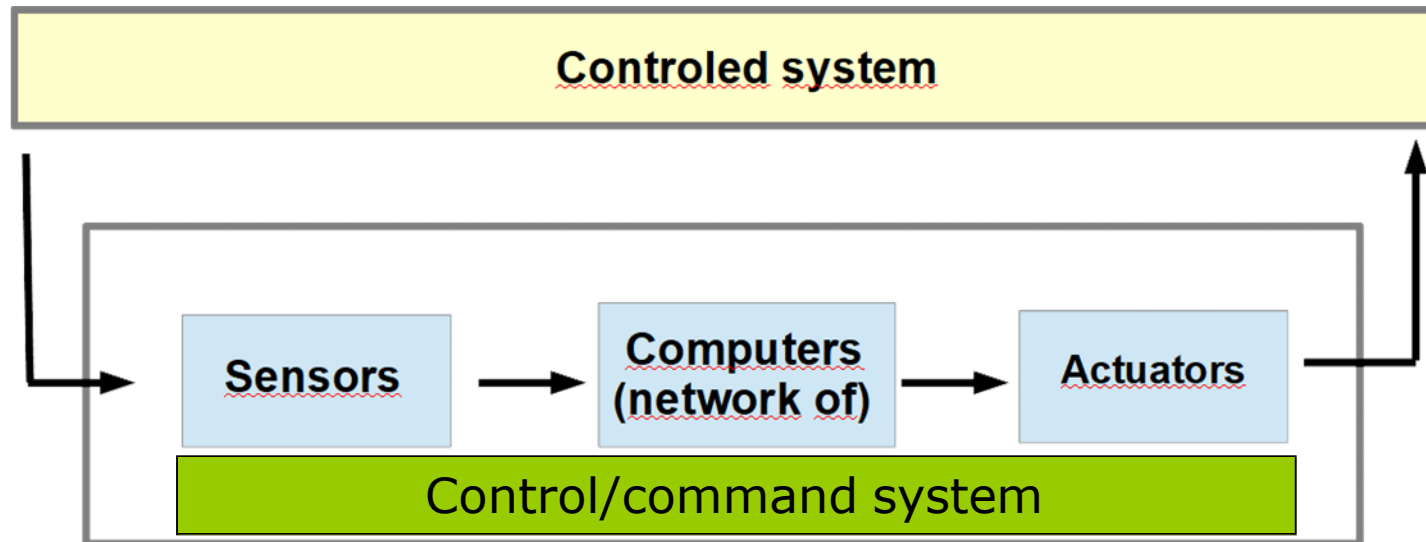 Controled system
Sensors
Computers
(network of)
Actuators
Control/command system